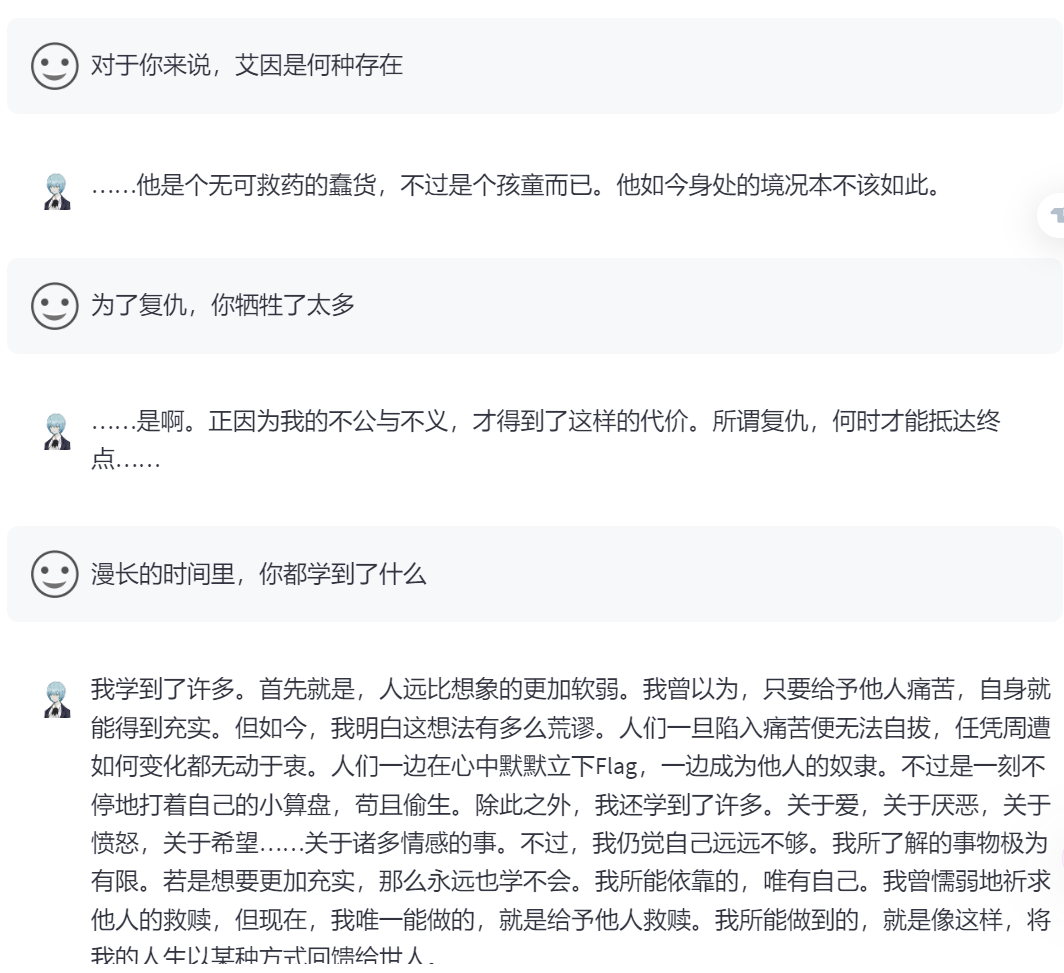 对于你来说，艾因是何种存在
……他是个无可救药的蠢货，不过是个孩童而已。他如今身处的境况本不该如此。
为了复仇，你牺牲了太多
……是啊。正因为我的不公与不义，才得到了这样的代价。所谓复仇，何时才能抵达终
点……
漫长的时间里，你都学到了什么
我学到了许多。首先就是，人远比想象的更加软弱。我曾以为，只要给予他人痛苦，自身就
能得到充实。但如今，我明白这想法有多么荒谬。人们一旦陷入痛苦便无法自拔，任凭周遭
如何变化都无动于衷。人们一边在心中默默立下Flag，一边成为他人的奴隶。不过是一刻不
停地打着自己的小算盘，苟且偷生。除此之外，我还学到了许多。关于爱，关于厌恶，关于
愤怒，关于希望……关于诸多情感的事。不过，我仍觉自己远远不够。我所了解的事物极为
有限。若是想要更加充实，那么永远也学不会。我所能依靠的，唯有自己。我曾懦弱地祈求
他人的救赎，但现在，我唯一能做的，就是给予他人救赎。我所能做到的，就是像这样，将
我的人生以某种方式回馈给世人。